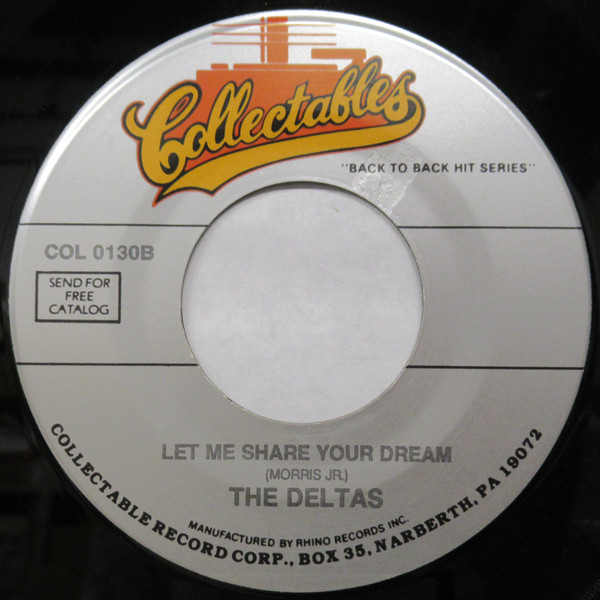 Collectables
"BACK TO BACK HIT SERIES"
COL 0130B
SEND FOR
FREE
CATALOG
LET ME SHARE YOUR DREAM
(MORRIS JR.)
THE DELTAS
MANUFACTURED BY RHINO RECORDS INC.
COLLECTABLE RECORD CORP., BOX 35, NARBERTH, PA 19072